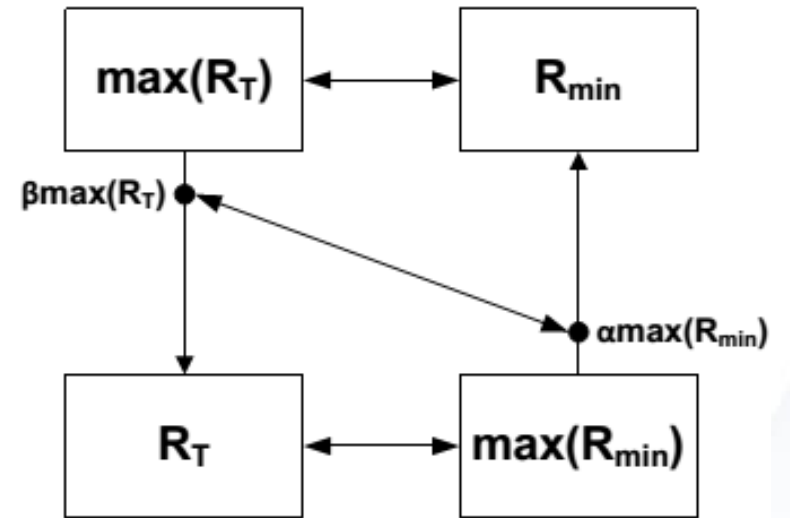 max(R_T)
R_min
βmax(R_T)
αmax(R_min)
R_T
max(R_min)